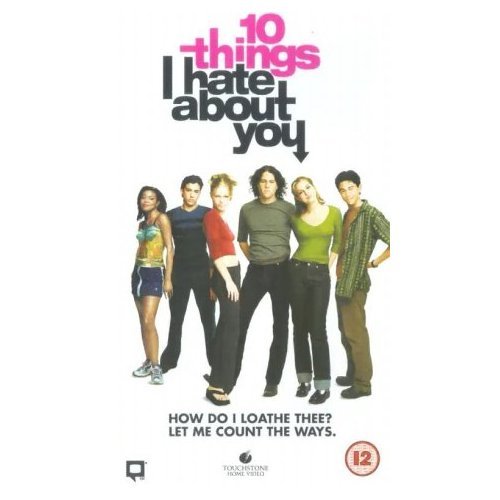 10
things
I hate
about
you
HOW DO I LOATHE THEE?
LET ME COUNT THE WAYS.
TOUCHSTONE
HOME VIDEO
12